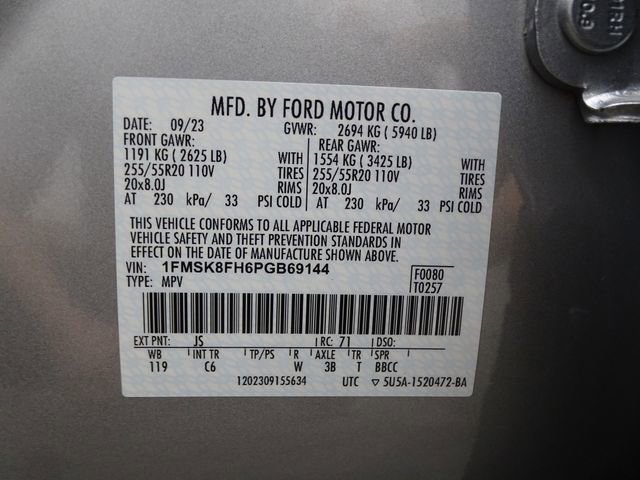 MFD. BY FORD MOTOR CO.
DATE: 09/23 GVWR: 2694 KG ( 5940 LB)
FRONT GAWR: REAR GAWR:
1191 KG ( 2625 LB) WITH 1554 KG ( 3425 LB) WITH
255/55R20 110V TIRES 255/55R20 110V TIRES
20x8.0J RIMS 20x8.0J RIMS
AT 230 kPa/ 33 PSI COLD AT 230 kPa/ 33 PSI COLD
THIS VEHICLE CONFORMS TO ALL APPLICABLE FEDERAL MOTOR
VEHICLE SAFETY AND THEFT PREVENTION STANDARDS IN
EFFECT ON THE DATE OF MANUFACTURE SHOWN ABOVE.
VIN: 1FMSK8FH6PGB69144 F0080
TYPE: MPV T0257
EXT PNT: JS RC: 71 DSO:
WB INT TR TP/PS R AXLE TR SPR
119 C6 W 3B T BBCC
1202309155634 UTC ▽ 5U5A-1520472-BA